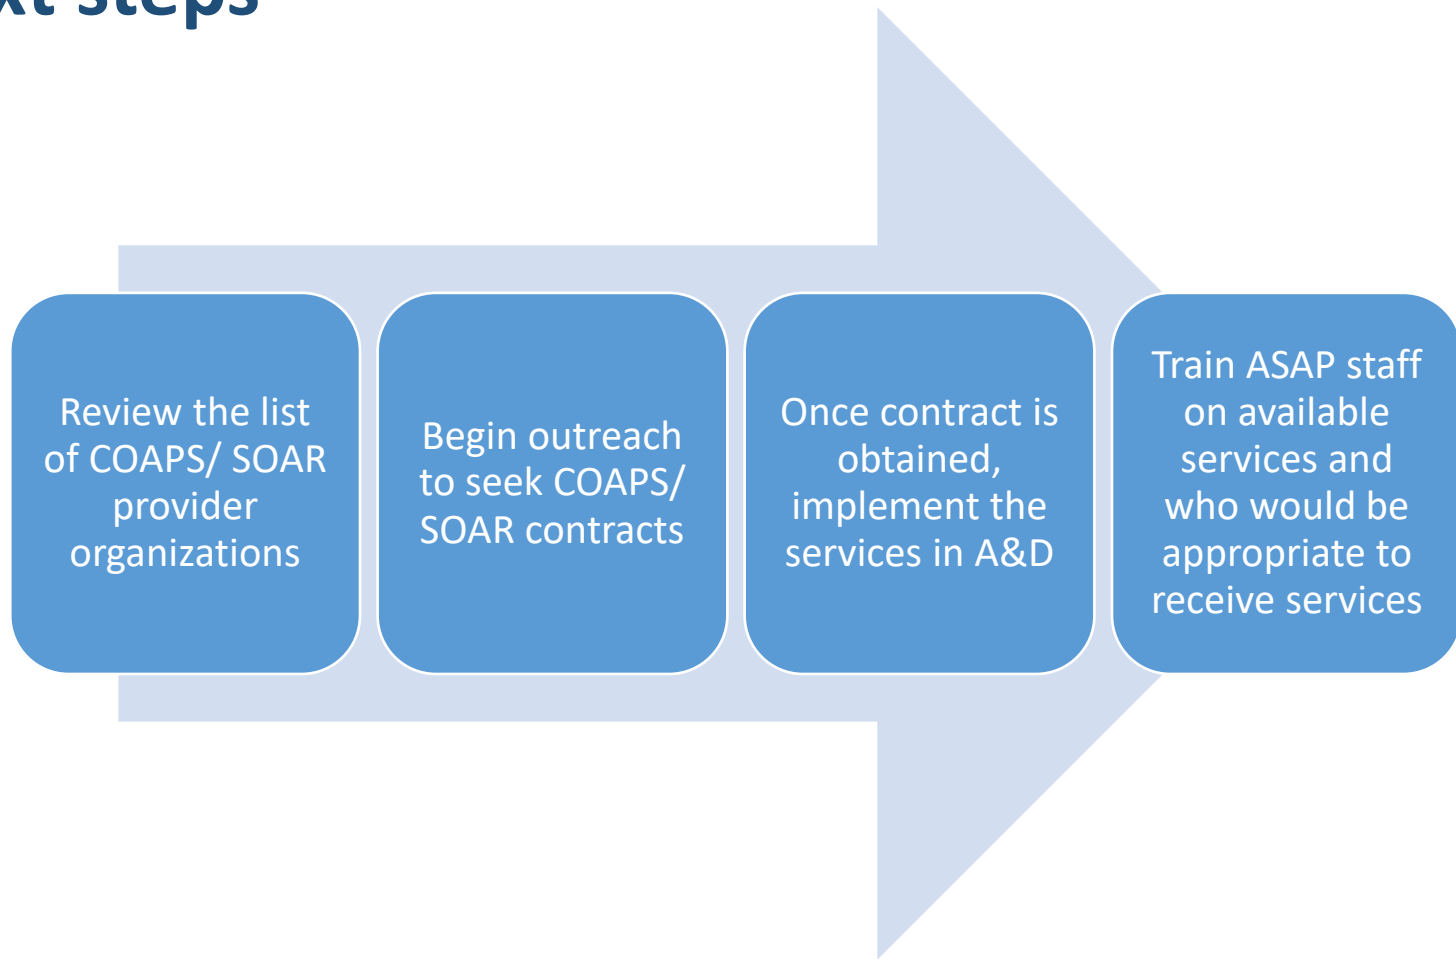 steps
Review the list
of COAPS/ SOAR
provider
organizations
Begin outreach
to seek COAPS/
SOAR contracts
Once contract is
obtained,
implement the
services in A&D
Train ASAP staff
on available
services and
who would be
appropriate to
receive services